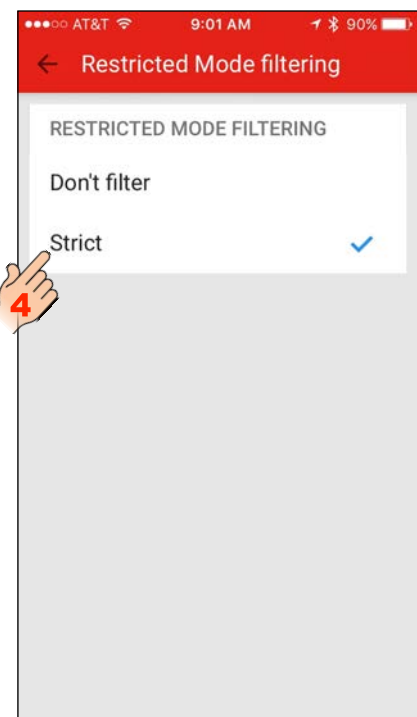 ●●●○○ AT&T 9:01 AM 90%
← Restricted Mode filtering
RESTRICTED MODE FILTERING
Don't filter
Strict
4